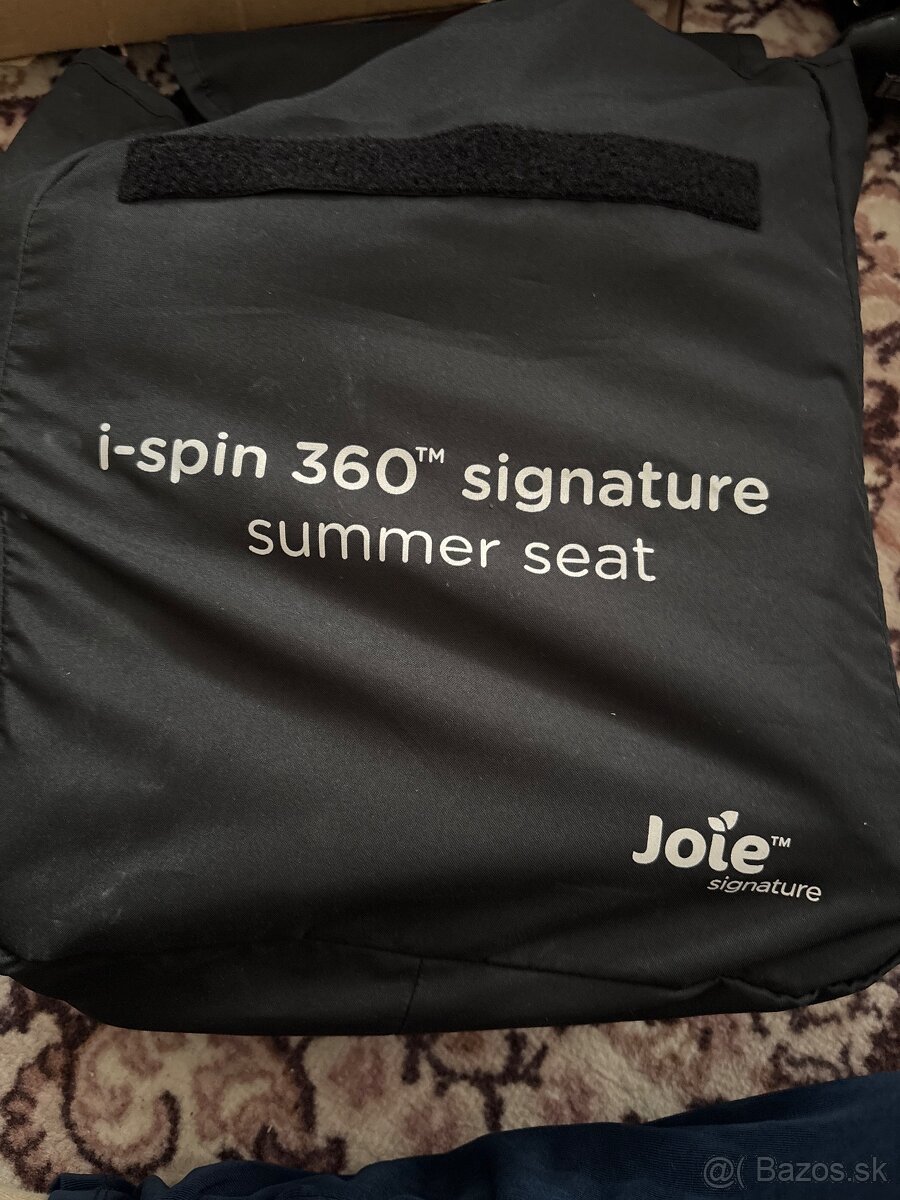 i-spin 360™ signature
summer seat
Joie™
signature
@( Bazos.sk